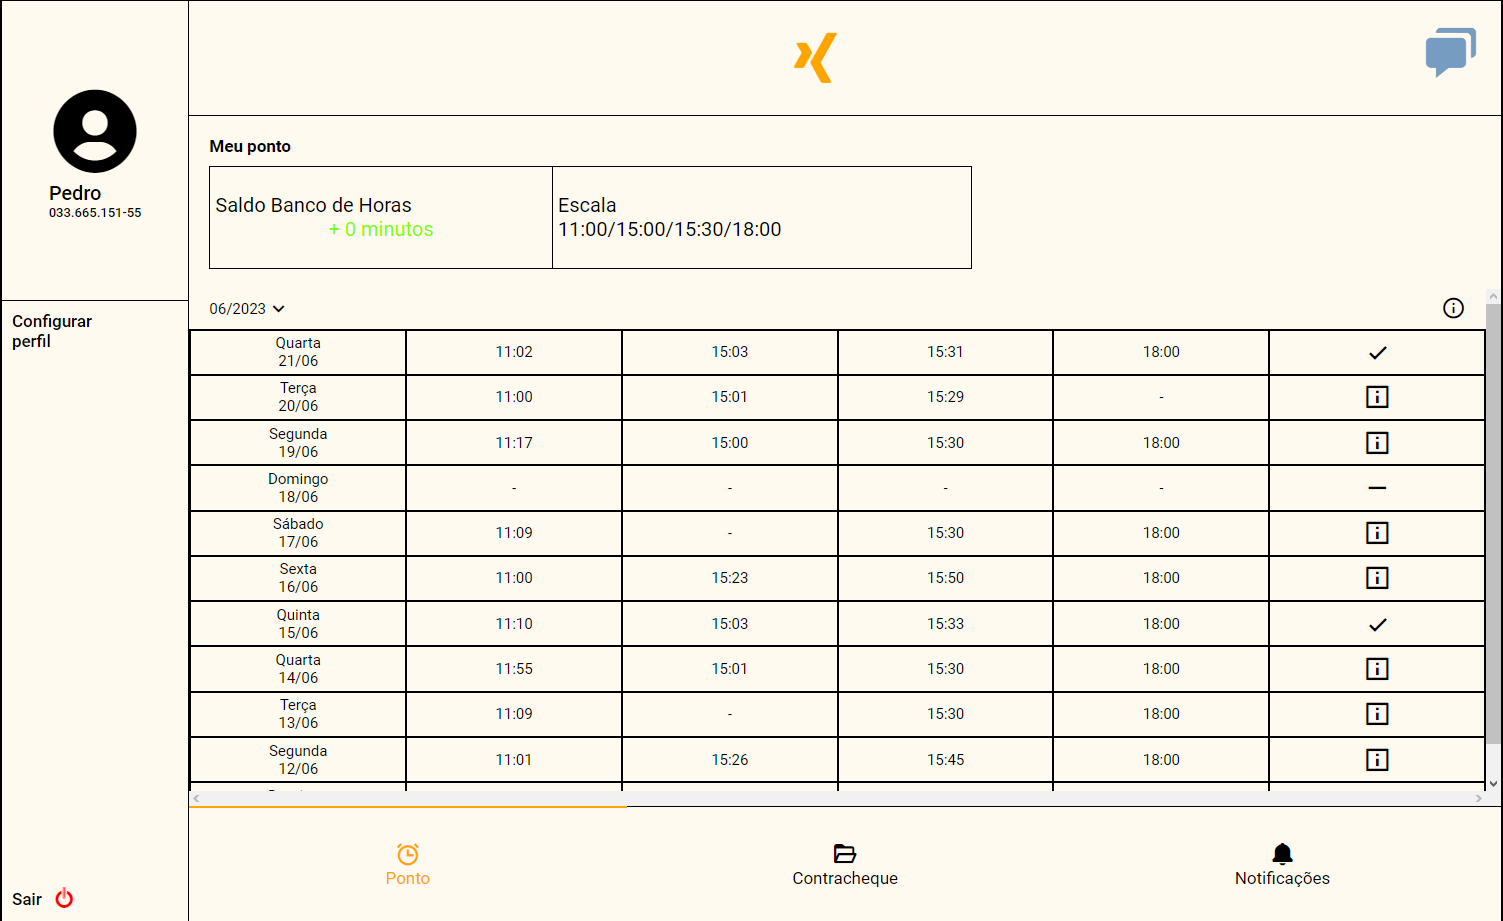 Pedro
033.665.151-55
Configurar
perfil
Sair
Meu ponto
Saldo Banco de Horas
+ 0 minutos
Escala
11:00/15:00/15:30/18:00
06/2023
Quarta
21/06
11:02 15:03 15:31 18:00
Terça
20/06
11:00 15:01 15:29 -
Segunda
19/06
11:17 15:00 15:30 18:00
Domingo
18/06
- - - -
Sábado
17/06
11:09 - 15:30 18:00
Sexta
16/06
11:00 15:23 15:50 18:00
Quinta
15/06
11:10 15:03 15:33 18:00
Quarta
14/06
11:55 15:01 15:30 18:00
Terça
13/06
11:09 - 15:30 18:00
Segunda
12/06
11:01 15:26 15:45 18:00
Ponto
Contracheque
Notificações